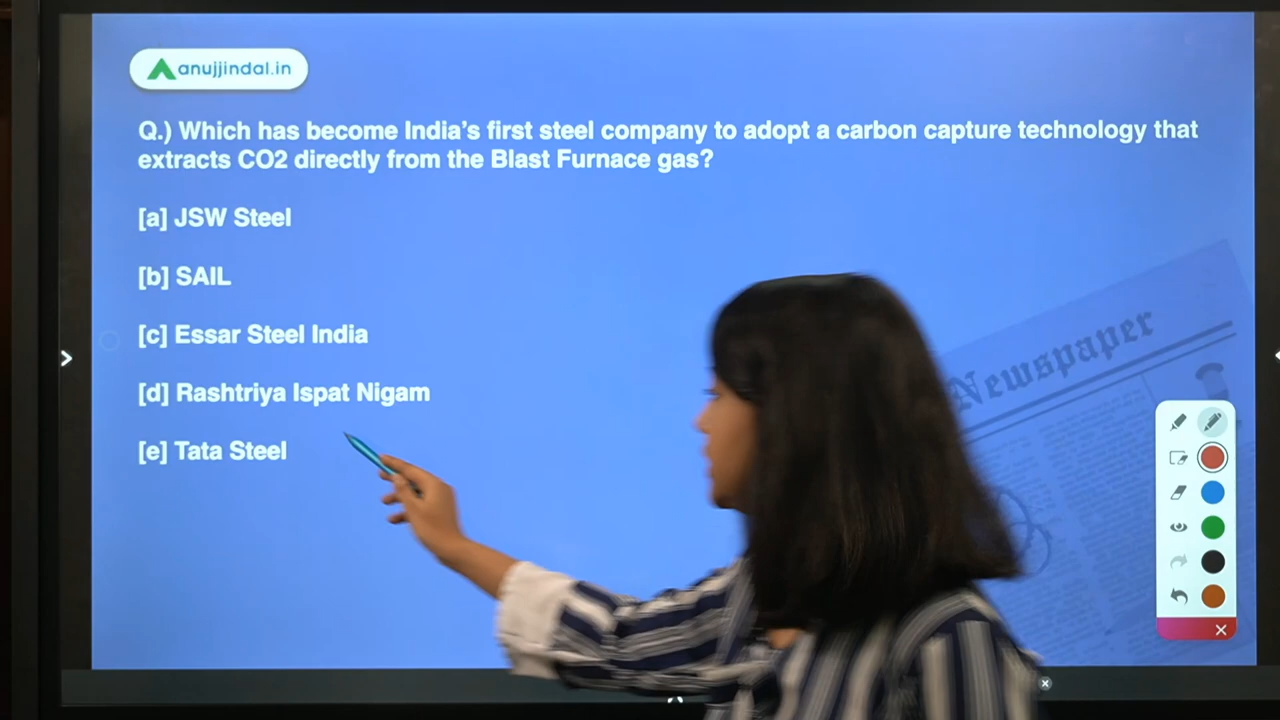 anujjindal.in
Q.) Which has become India's first steel company to adopt a carbon capture technology that
extracts CO2 directly from the Blast Furnace gas?
[a] JSW Steel
[b] SAIL
[c] Essar Steel India
[d] Rashtriya Ispat Nigam
[e] Tata Steel
Newspaper